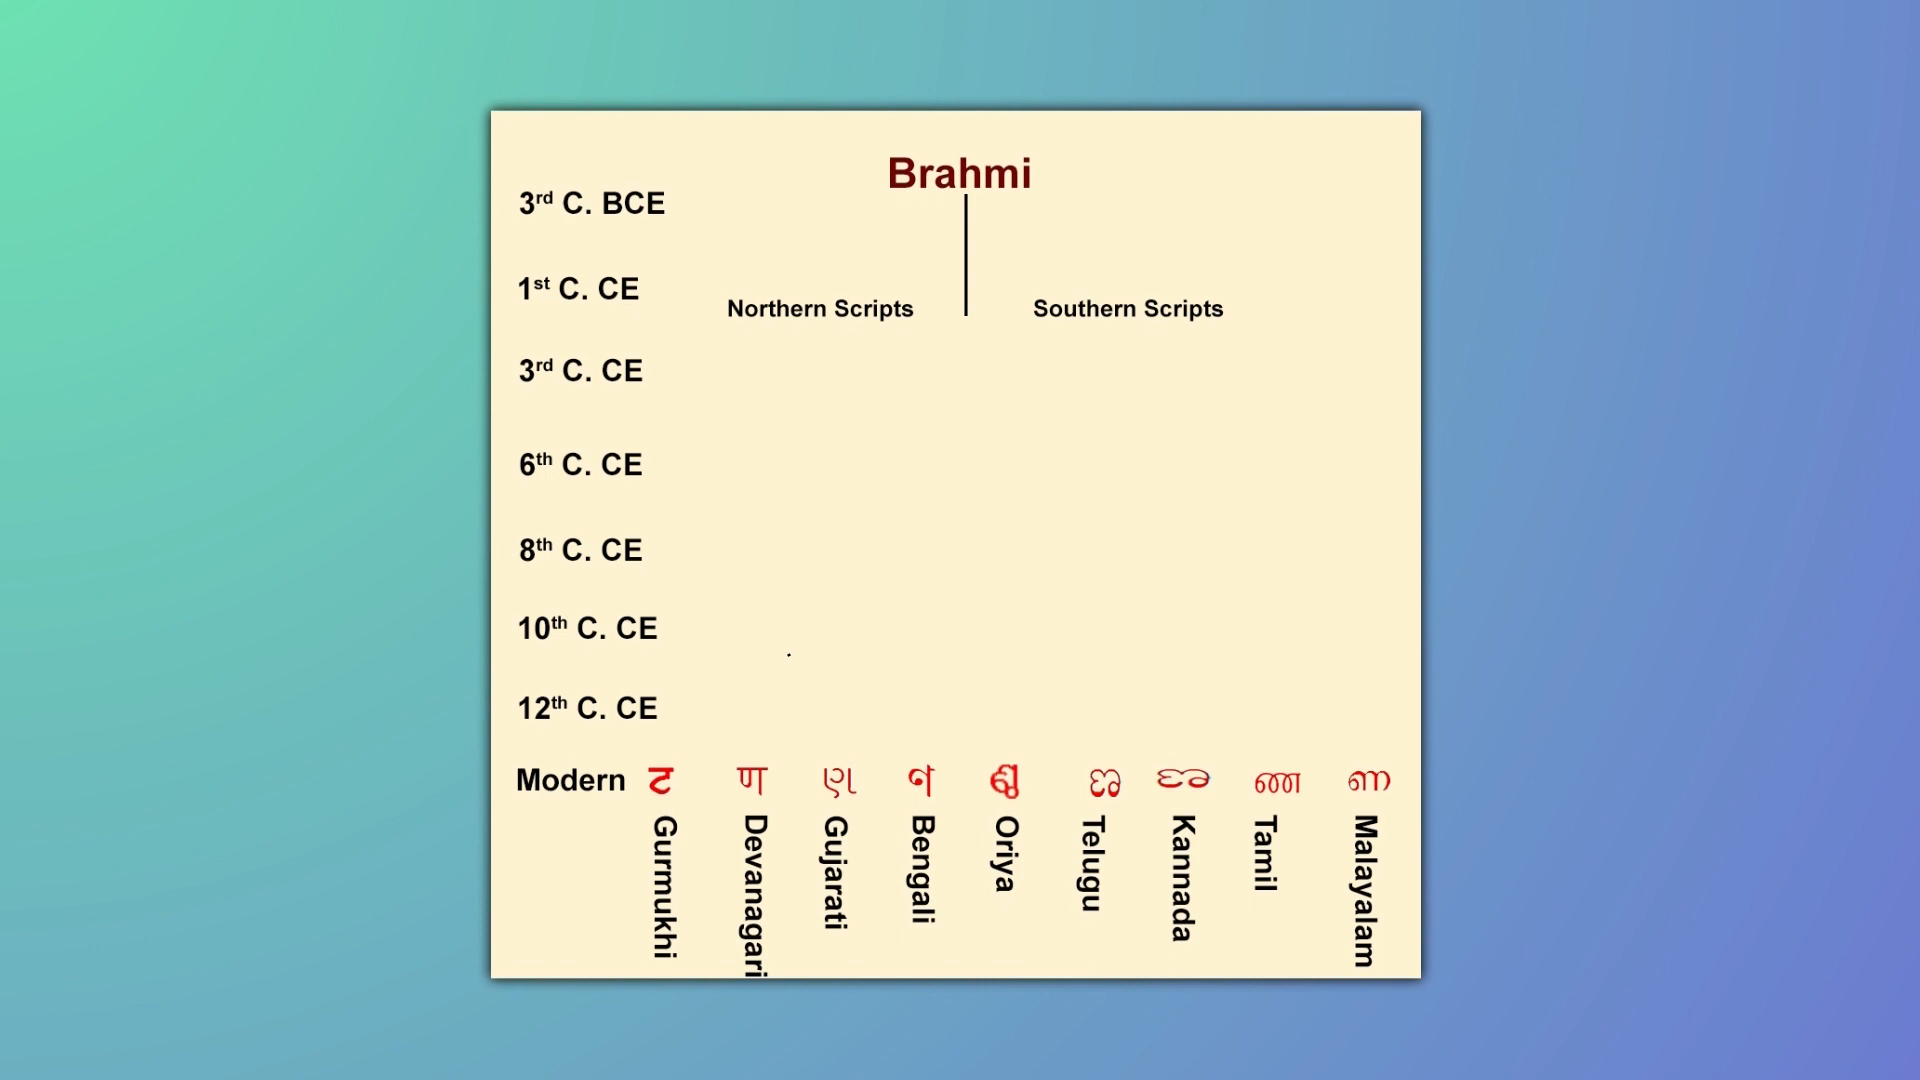 Brahmi
3rd C. BCE
1st C. CE
Northern Scripts
Southern Scripts
3rd C. CE
6th C. CE
8th C. CE
10th C. CE
12th C. CE
Modern ਣ ण ણ ণ ଣ ణ ಣ ண ണ
Gurmukhi
Devanagari
Gujarati
Bengali
Oriya
Telugu
Kannada
Tamil
Malayalam